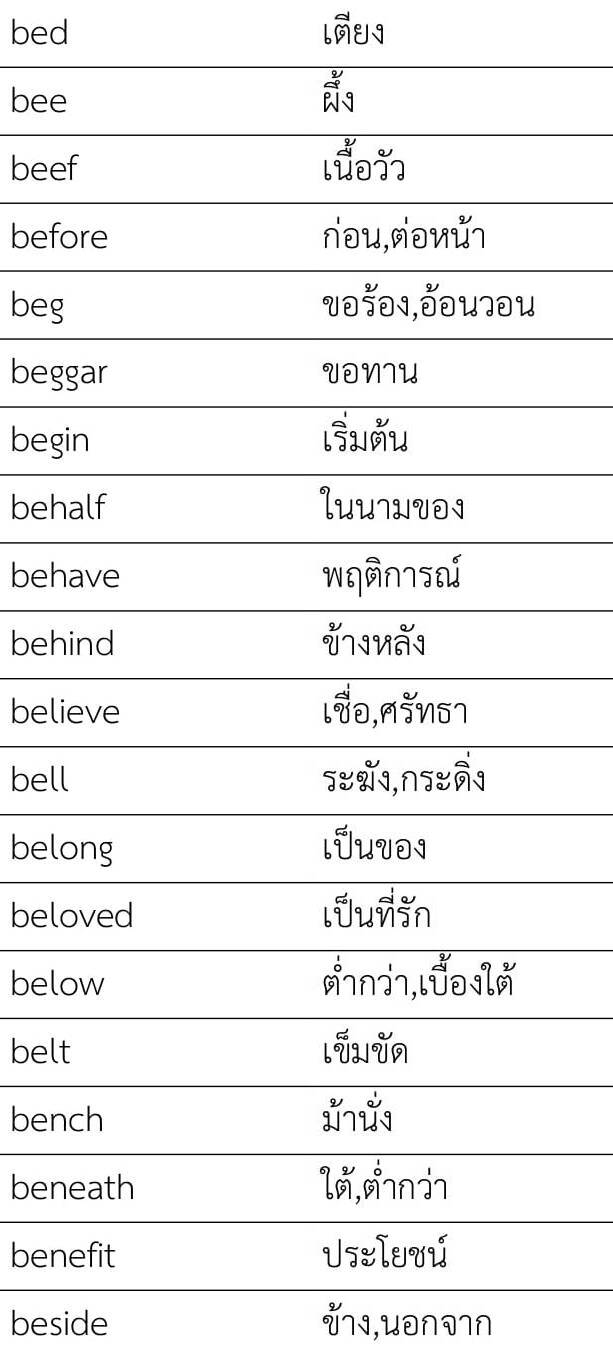 bed เตียง
bee ผึ้ง
beef เนื้อวัว
before ก่อน,ต่อหน้า
beg ขอร้อง,อ้อนวอน
beggar ขอทาน
begin เริ่มต้น
behalf ในนามของ
behave พฤติการณ์
behind ข้างหลัง
believe เชื่อ,ศรัทธา
bell ระฆัง,กระดิ่ง
belong เป็นของ
beloved เป็นที่รัก
below ต่ำกว่า,เบื้องใต้
belt เข็มขัด
bench ม้านั่ง
beneath ใต้,ต่ำกว่า
benefit ประโยชน์
beside ข้าง,นอกจาก